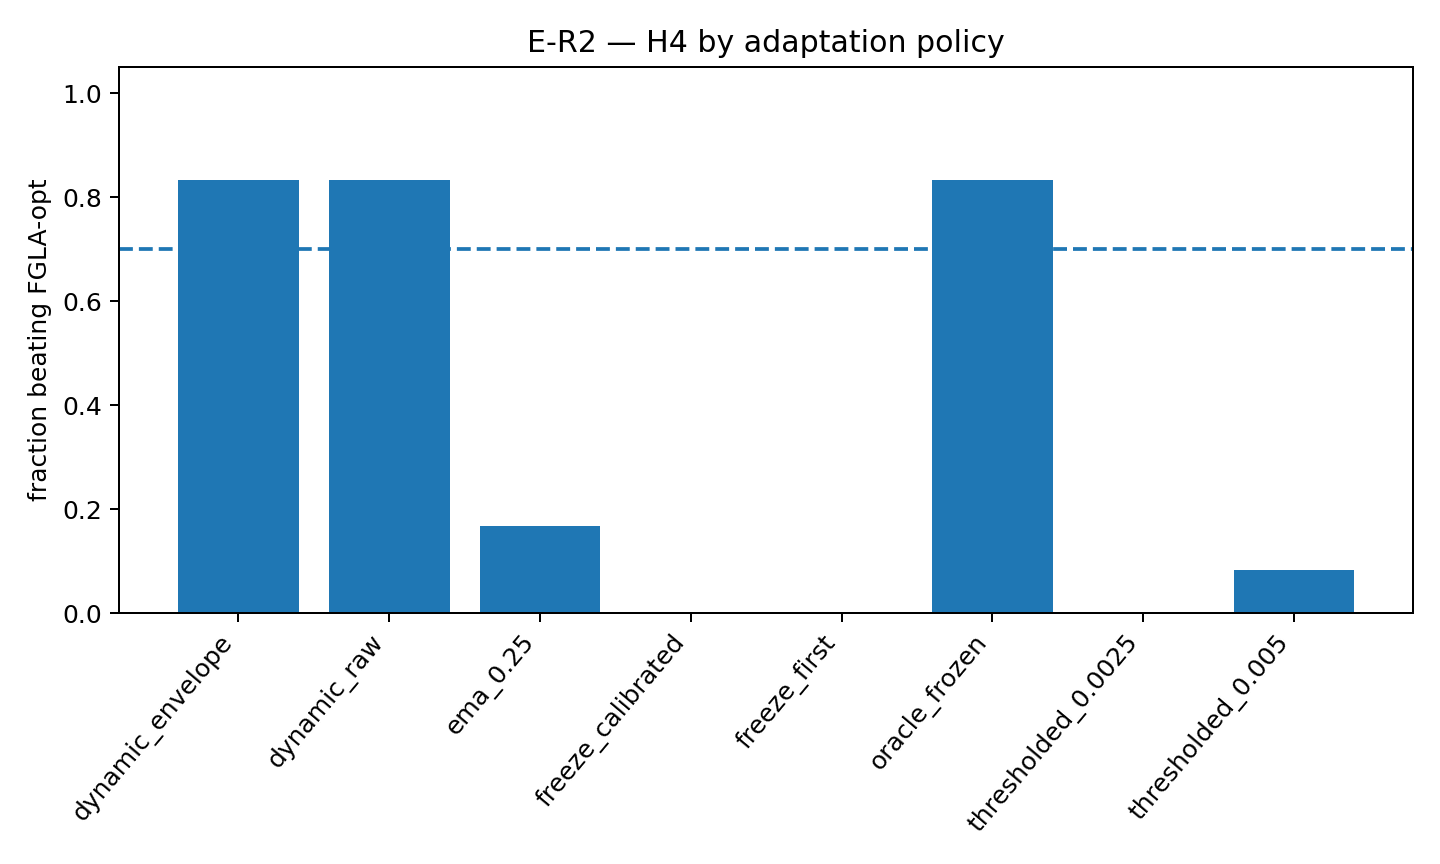 E-R2 — H4 by adaptation policy
fraction beating FGLA-opt
1.0
0.8
0.6
0.4
0.2
0.0
dynamic_envelope
dynamic_raw
ema_0.25
freeze_calibrated
freeze_first
oracle_frozen
thresholded_0.0025
thresholded_0.005